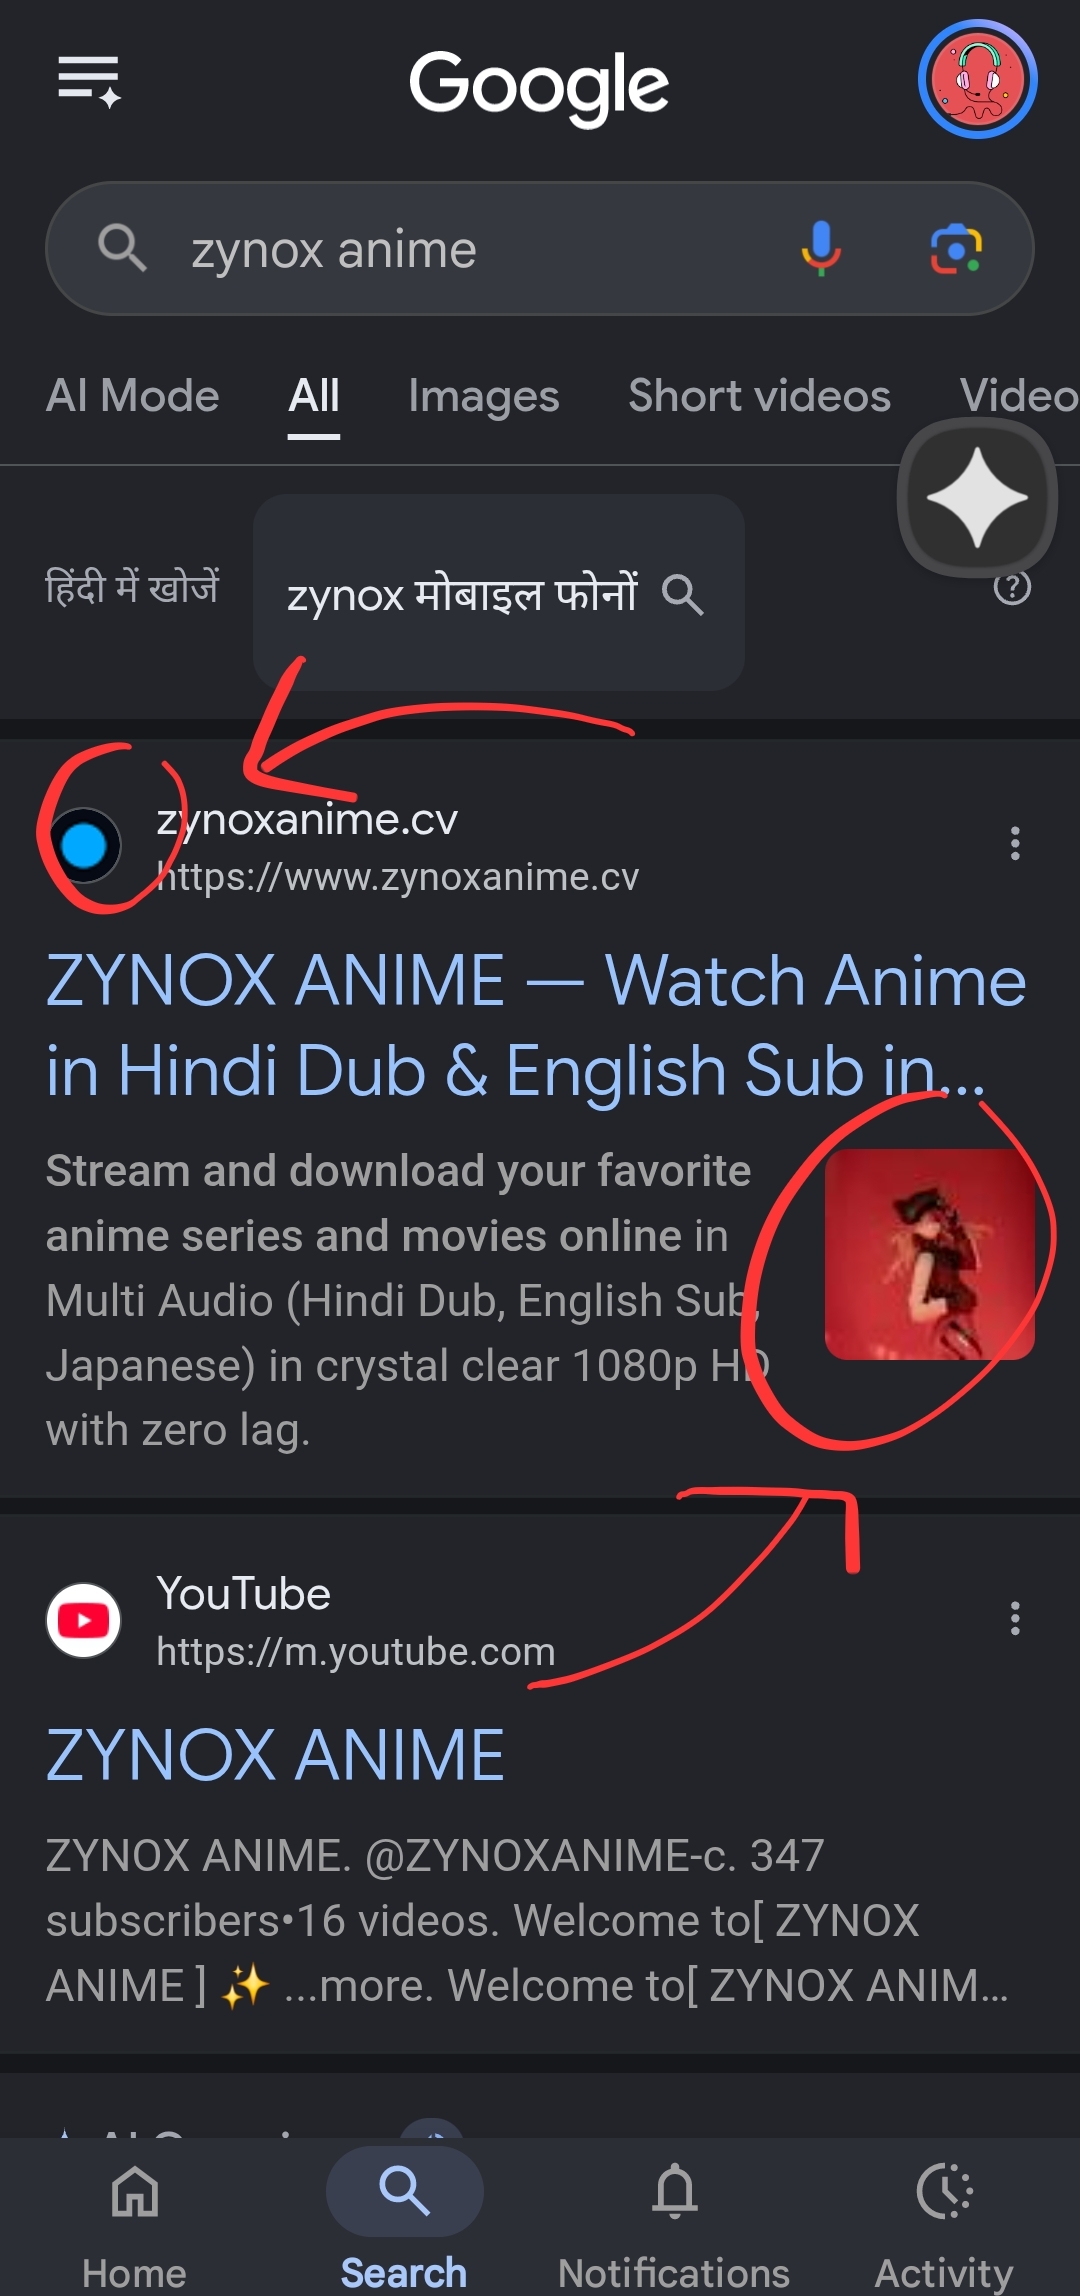 Google
zynox anime
AI Mode All Images Short videos Video
हिंदी में खोजें
zynox मोबाइल फोनों
zynoxanime.cv
https://www.zynoxanime.cv
ZYNOX ANIME — Watch Anime
in Hindi Dub & English Sub in...
Stream and download your favorite
anime series and movies online in
Multi Audio (Hindi Dub, English Sub,
Japanese) in crystal clear 1080p HD
with zero lag.
YouTube
https://m.youtube.com
ZYNOX ANIME
ZYNOX ANIME. @ZYNOXANIME-c. 347
subscribers•16 videos. Welcome to[ ZYNOX
ANIME ] ✨ ...more. Welcome to[ ZYNOX ANIM...
Home Search Notifications Activity